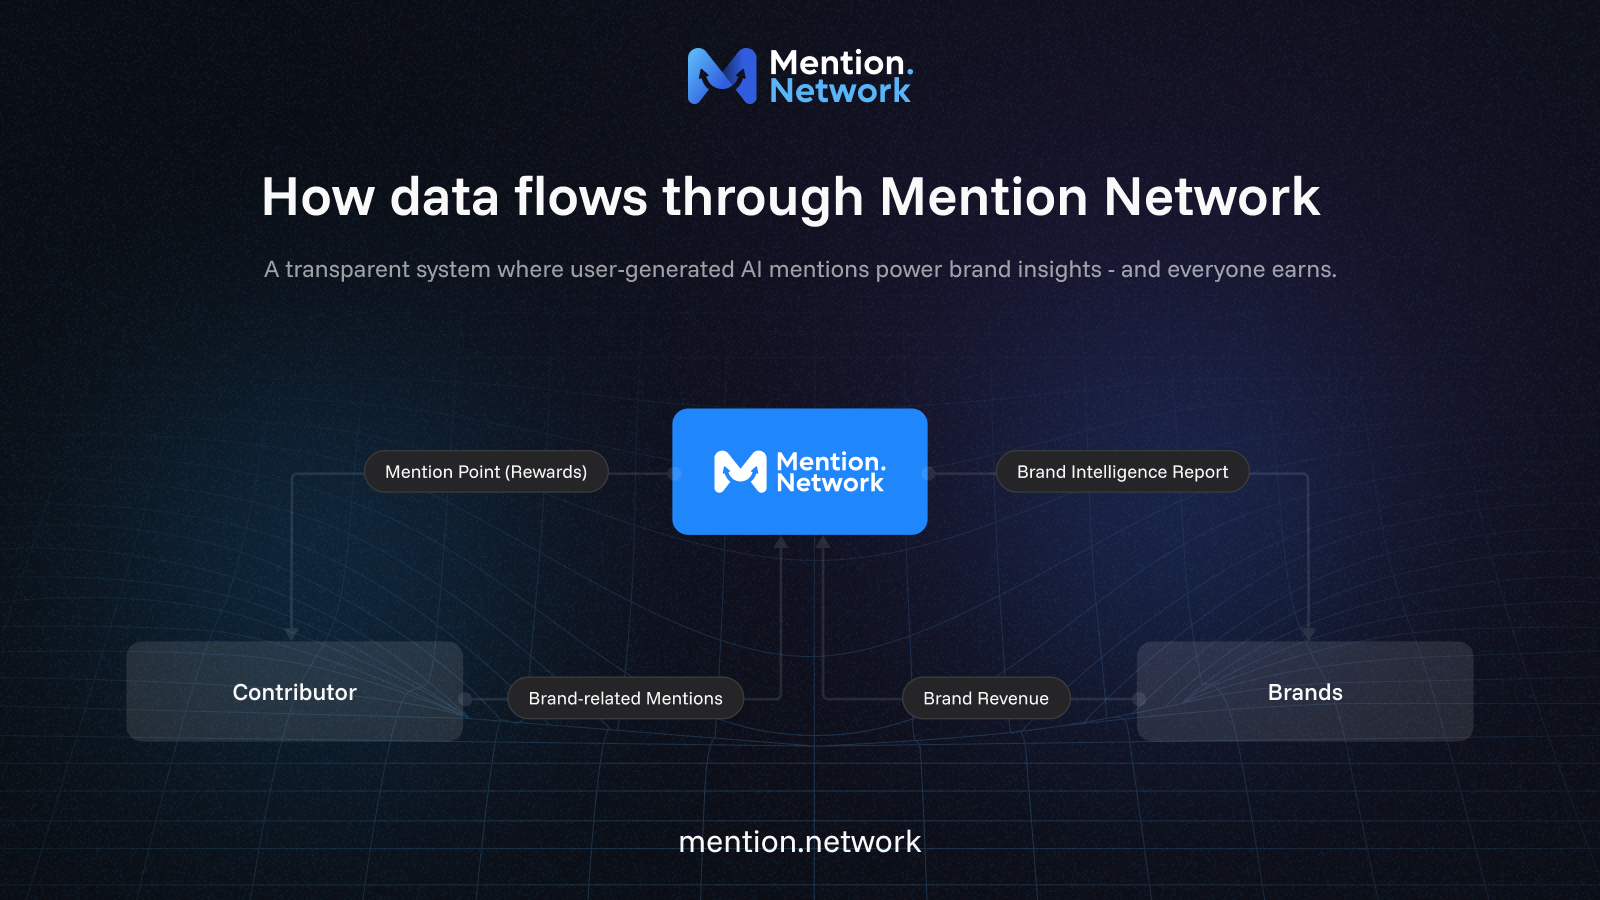 Mention.
Network
How data flows through Mention Network
A transparent system where user-generated AI mentions power brand insights - and everyone earns.
Mention Point (Rewards)
Mention.
Network
Brand Intelligence Report
Contributor
Brand-related Mentions
Brand Revenue
Brands
mention.network